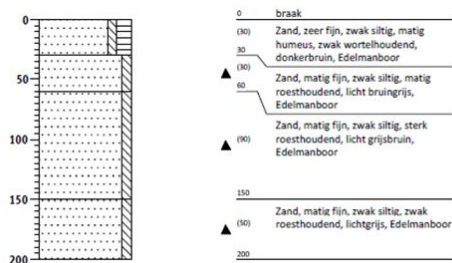 0
50
100
150
200
0 braak
(30) Zand, zeer fijn, zwak siltig, matig
humeus, zwak wortelhoudend,
30 donkerbruin, Edelmanboor
(30) Zand, matig fijn, zwak siltig, matig
roesthoudend, licht bruingrijs,
60 Edelmanboor
Zand, matig fijn, zwak siltig, sterk
(90) roesthoudend, licht grijsbruin,
Edelmanboor
150
Zand, matig fijn, zwak siltig, zwak
(50) roesthoudend, lichtgrijs, Edelmanboor
200